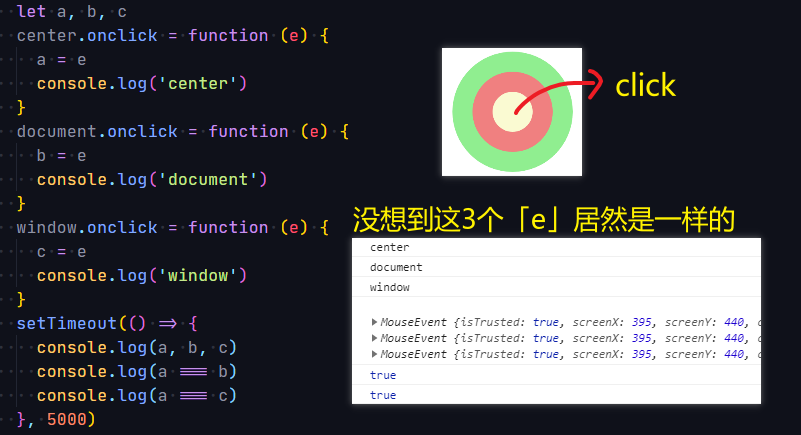 let a, b, c
center.onclick = function (e) {
a = e
console.log('center')
}
document.onclick = function (e) {
b = e
console.log('document')
}
window.onclick = function (e) {
c = e
console.log('window')
}
setTimeout(() => {
console.log(a, b, c)
console.log(a === b)
console.log(a === c)
}, 5000)
click
没想到这3个「e」居然是一样的
center
document
window
MouseEvent {isTrusted: true, screenX: 395, screenY: 440,
MouseEvent {isTrusted: true, screenX: 395, screenY: 440,
MouseEvent {isTrusted: true, screenX: 395, screenY: 440,
true
true